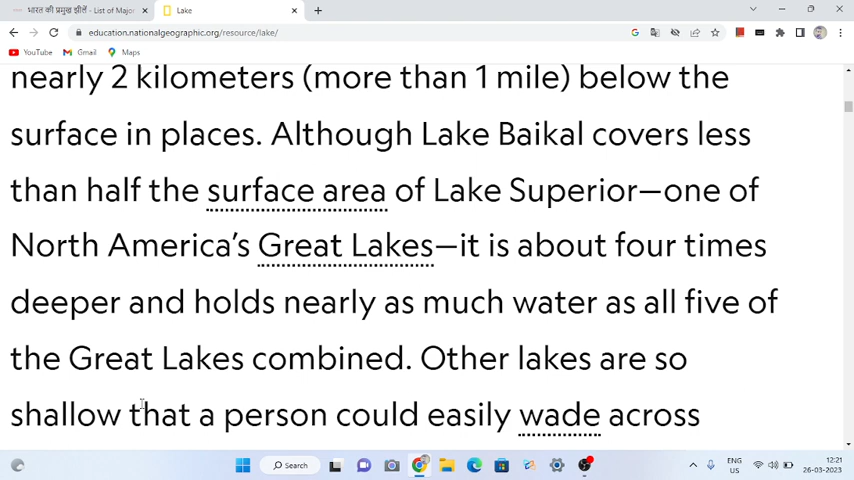 भारत की प्रमुख झीलें - List of Major
Lake
education.nationalgeographic.org/resource/lake/
YouTube
Gmail
Maps
nearly 2 kilometers (more than 1 mile) below the
surface in places. Although Lake Baikal covers less
than half the surface area of Lake Superior—one of
North America's Great Lakes—it is about four times
deeper and holds nearly as much water as all five of
the Great Lakes combined. Other lakes are so
shallow that a person could easily wade across
Search
ENG
US
12:21
26-03-2023